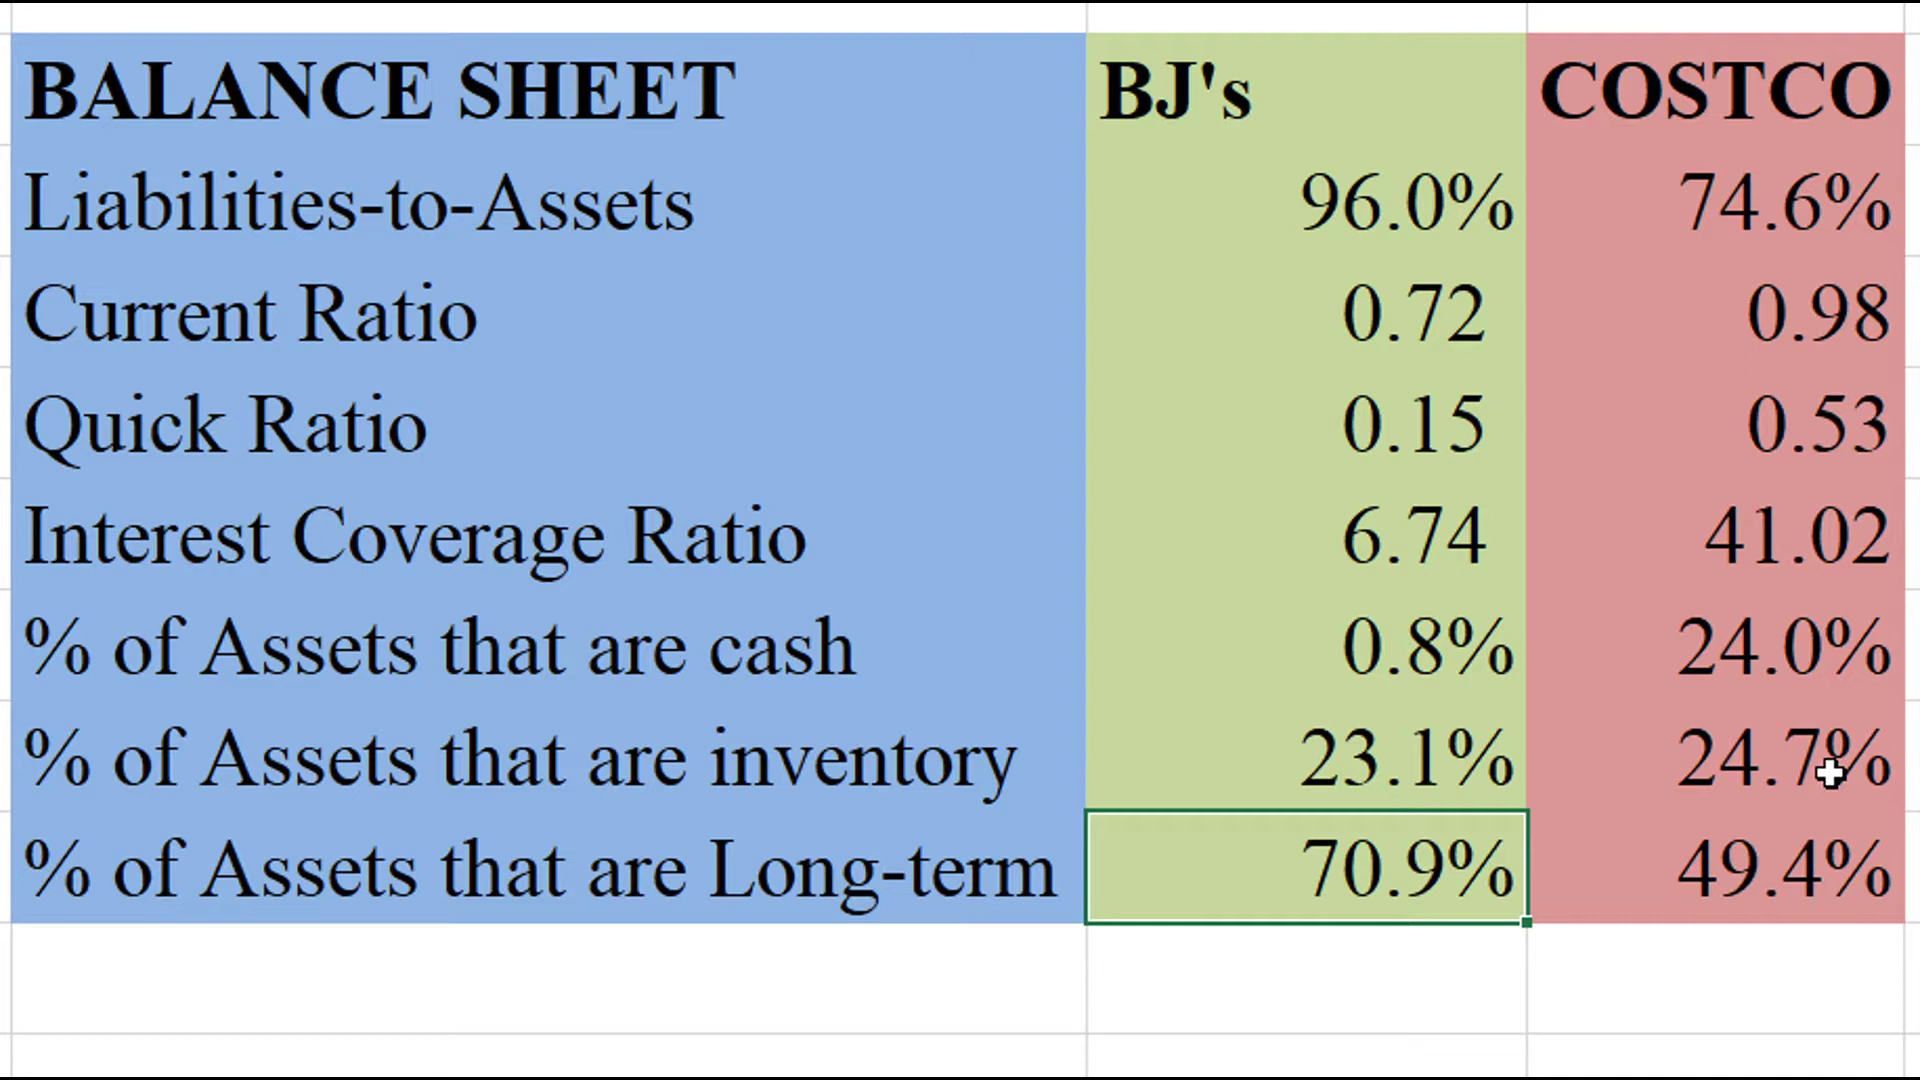 BALANCE SHEET BJ's COSTCO
Liabilities-to-Assets 96.0% 74.6%
Current Ratio 0.72 0.98
Quick Ratio 0.15 0.53
Interest Coverage Ratio 6.74 41.02
% of Assets that are cash 0.8% 24.0%
% of Assets that are inventory 23.1% 24.7%
% of Assets that are Long-term 70.9% 49.4%